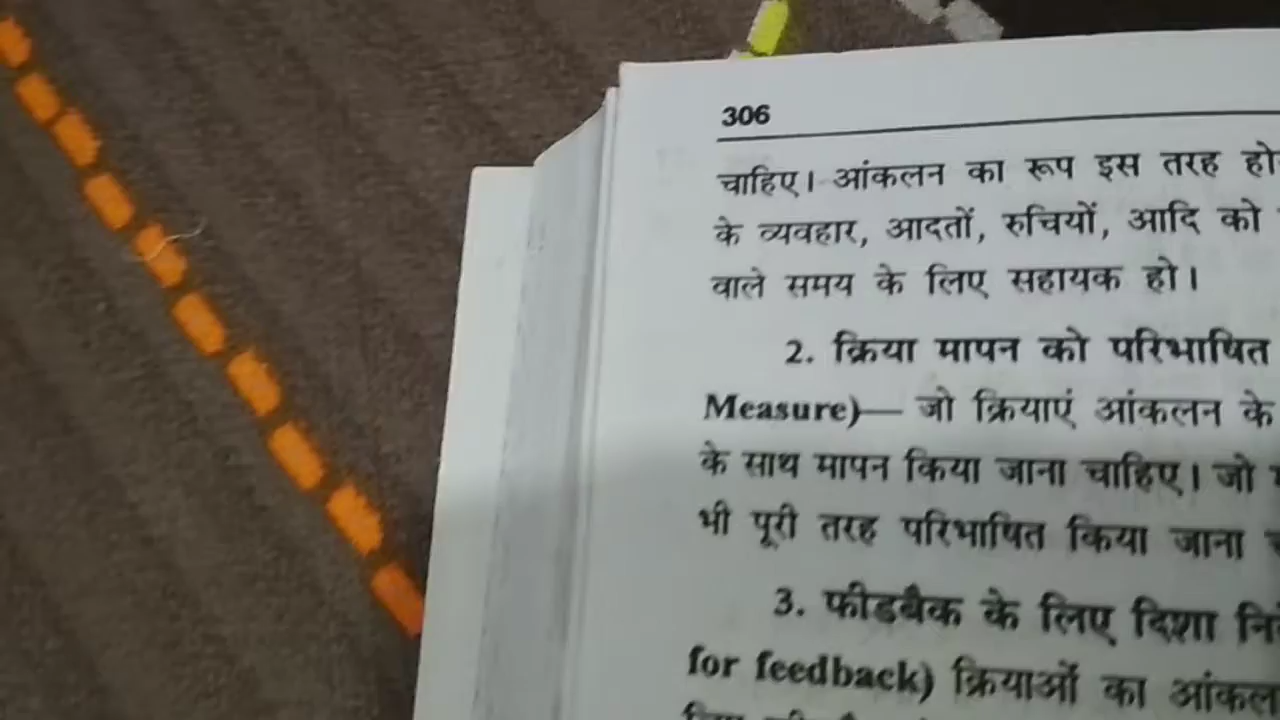 306
चाहिए। आंकलन का रूप इस तरह
के व्यवहार, आदतों, रुचियों, आदि को
वाले समय के लिए सहायक हो।
2. क्रिया मापन को परिभाषित
Measure)— जो क्रियाएं आंकलन के
के साथ मापन किया जाना चाहिए। जो
भी पूरी तरह परिभाषित किया जाना
3. फीडबैक के लिए दिशा
for feedback) क्रियाओं का